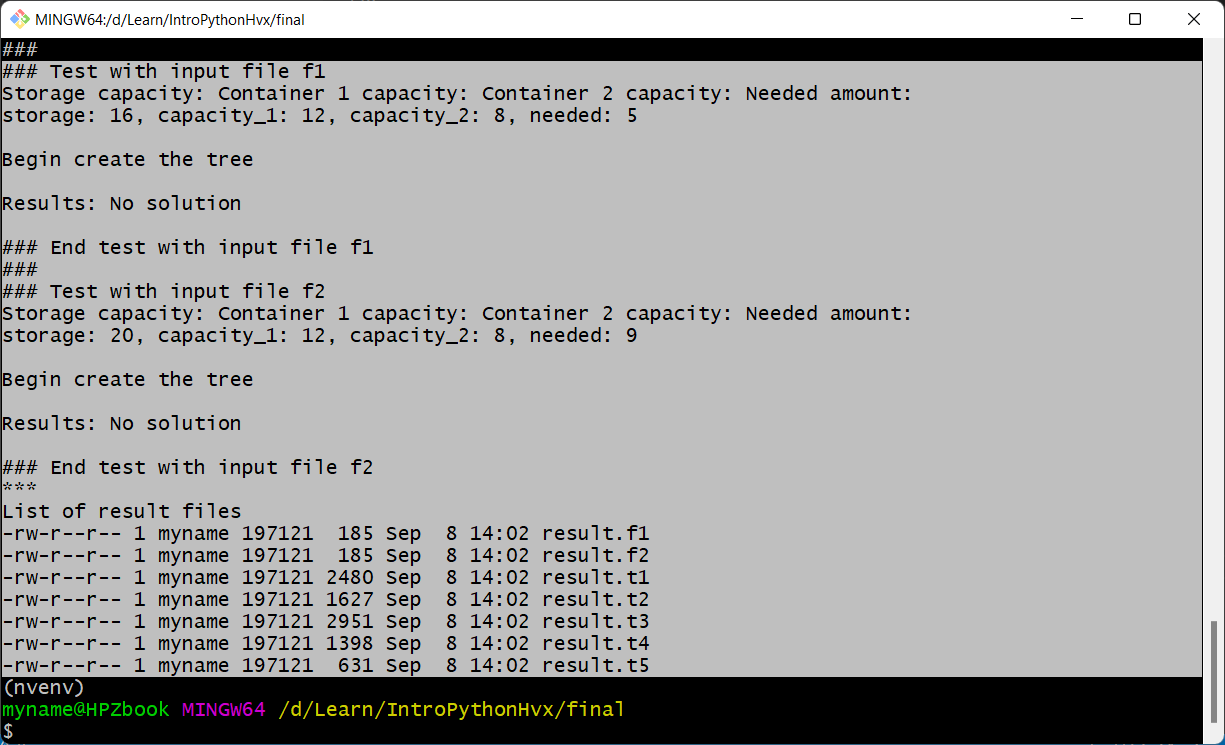 MINGW64:/d/Learn/IntroPythonHvx/final
###
### Test with input file f1
Storage capacity: Container 1 capacity: Container 2 capacity: Needed amount:
storage: 16, capacity_1: 12, capacity_2: 8, needed: 5
Begin create the tree
Results: No solution
### End test with input file f1
###
### Test with input file f2
Storage capacity: Container 1 capacity: Container 2 capacity: Needed amount:
storage: 20, capacity_1: 12, capacity_2: 8, needed: 9
Begin create the tree
Results: No solution
### End test with input file f2
***
List of result files
-rw-r--r-- 1 myname 197121  185 Sep  8 14:02 result.f1
-rw-r--r-- 1 myname 197121  185 Sep  8 14:02 result.f2
-rw-r--r-- 1 myname 197121 2480 Sep  8 14:02 result.t1
-rw-r--r-- 1 myname 197121 1627 Sep  8 14:02 result.t2
-rw-r--r-- 1 myname 197121 2951 Sep  8 14:02 result.t3
-rw-r--r-- 1 myname 197121 1398 Sep  8 14:02 result.t4
-rw-r--r-- 1 myname 197121  631 Sep  8 14:02 result.t5
(nvenv)
myname@HPZbook MINGW64 /d/Learn/IntroPythonHvx/final
$